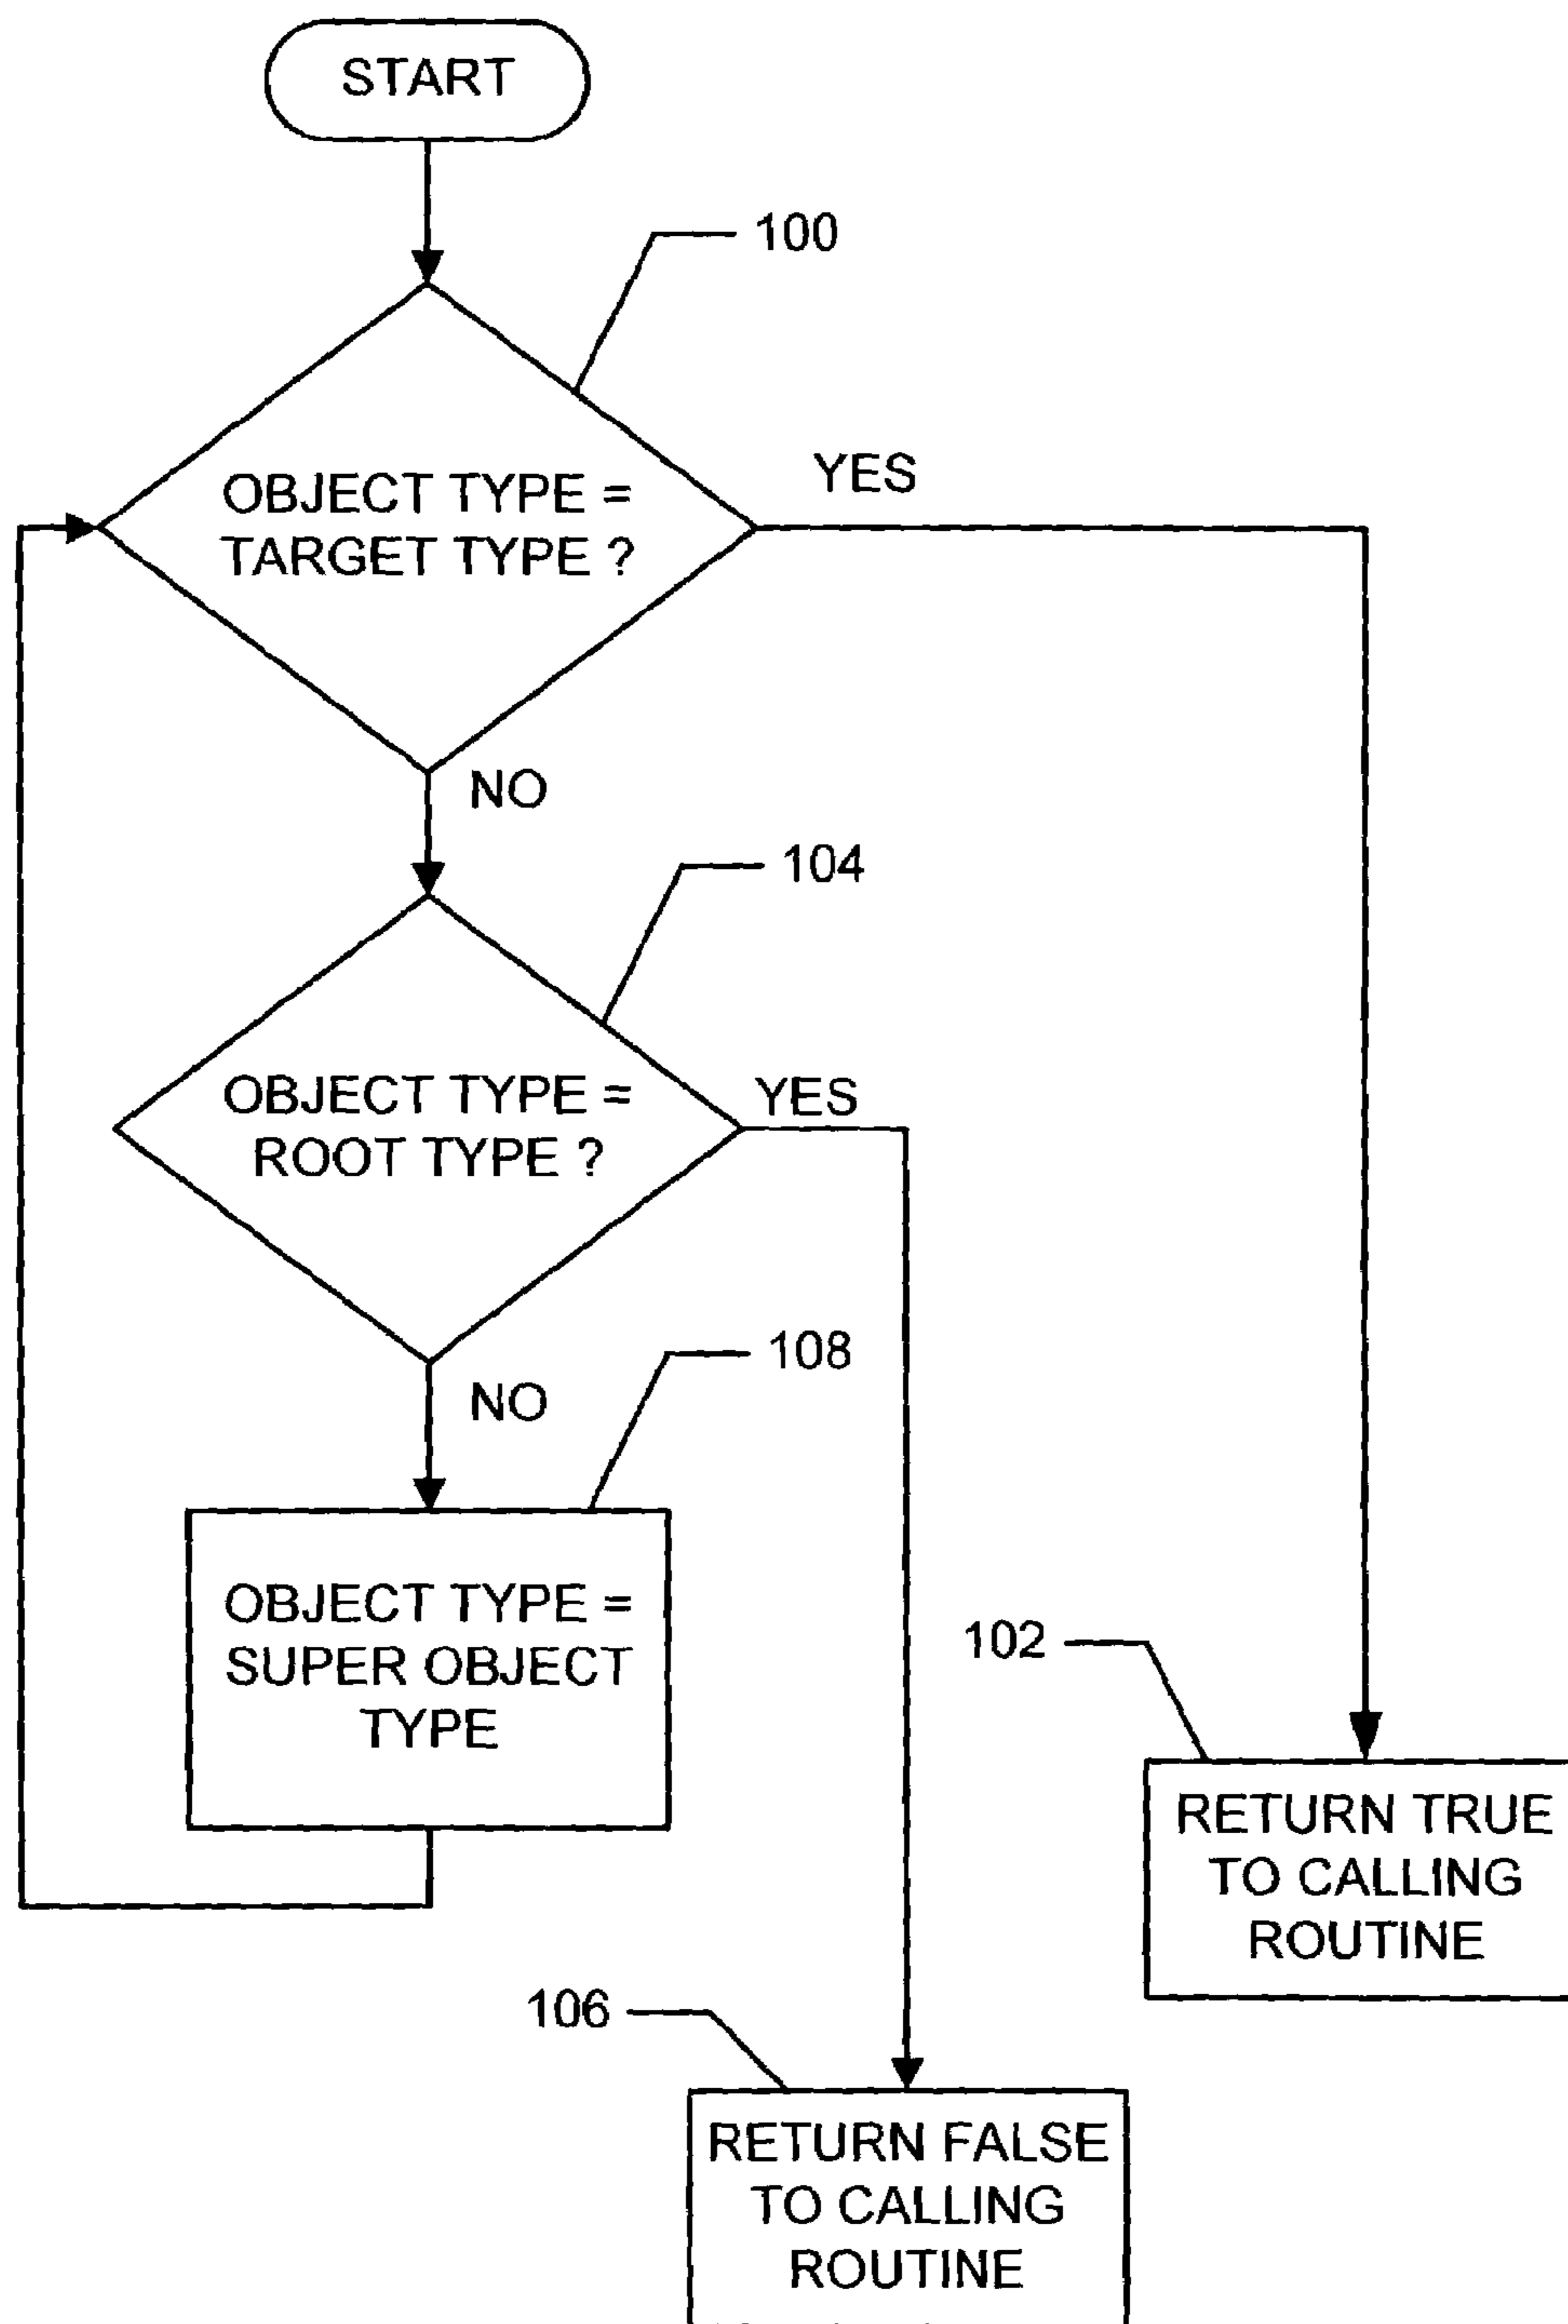 START
100
OBJECT TYPE =
TARGET TYPE ?
YES
NO
104
OBJECT TYPE =
ROOT TYPE ?
YES
NO
108
OBJECT TYPE =
SUPER OBJECT
TYPE
102
RETURN TRUE
TO CALLING
ROUTINE
106
RETURN FALSE
TO CALLING
ROUTINE